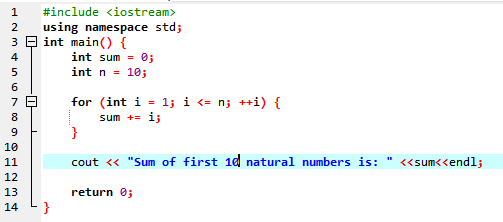 1 #include <iostream>
2 using namespace std;
3 int main() {
4 int sum = 0;
5 int n = 10;
6
7 for (int i = 1; i <= n; ++i) {
8 sum += i;
9 }
10
11 cout << "Sum of first 10 natural numbers is: " <<sum<<endl;
12
13 return 0;
14 }